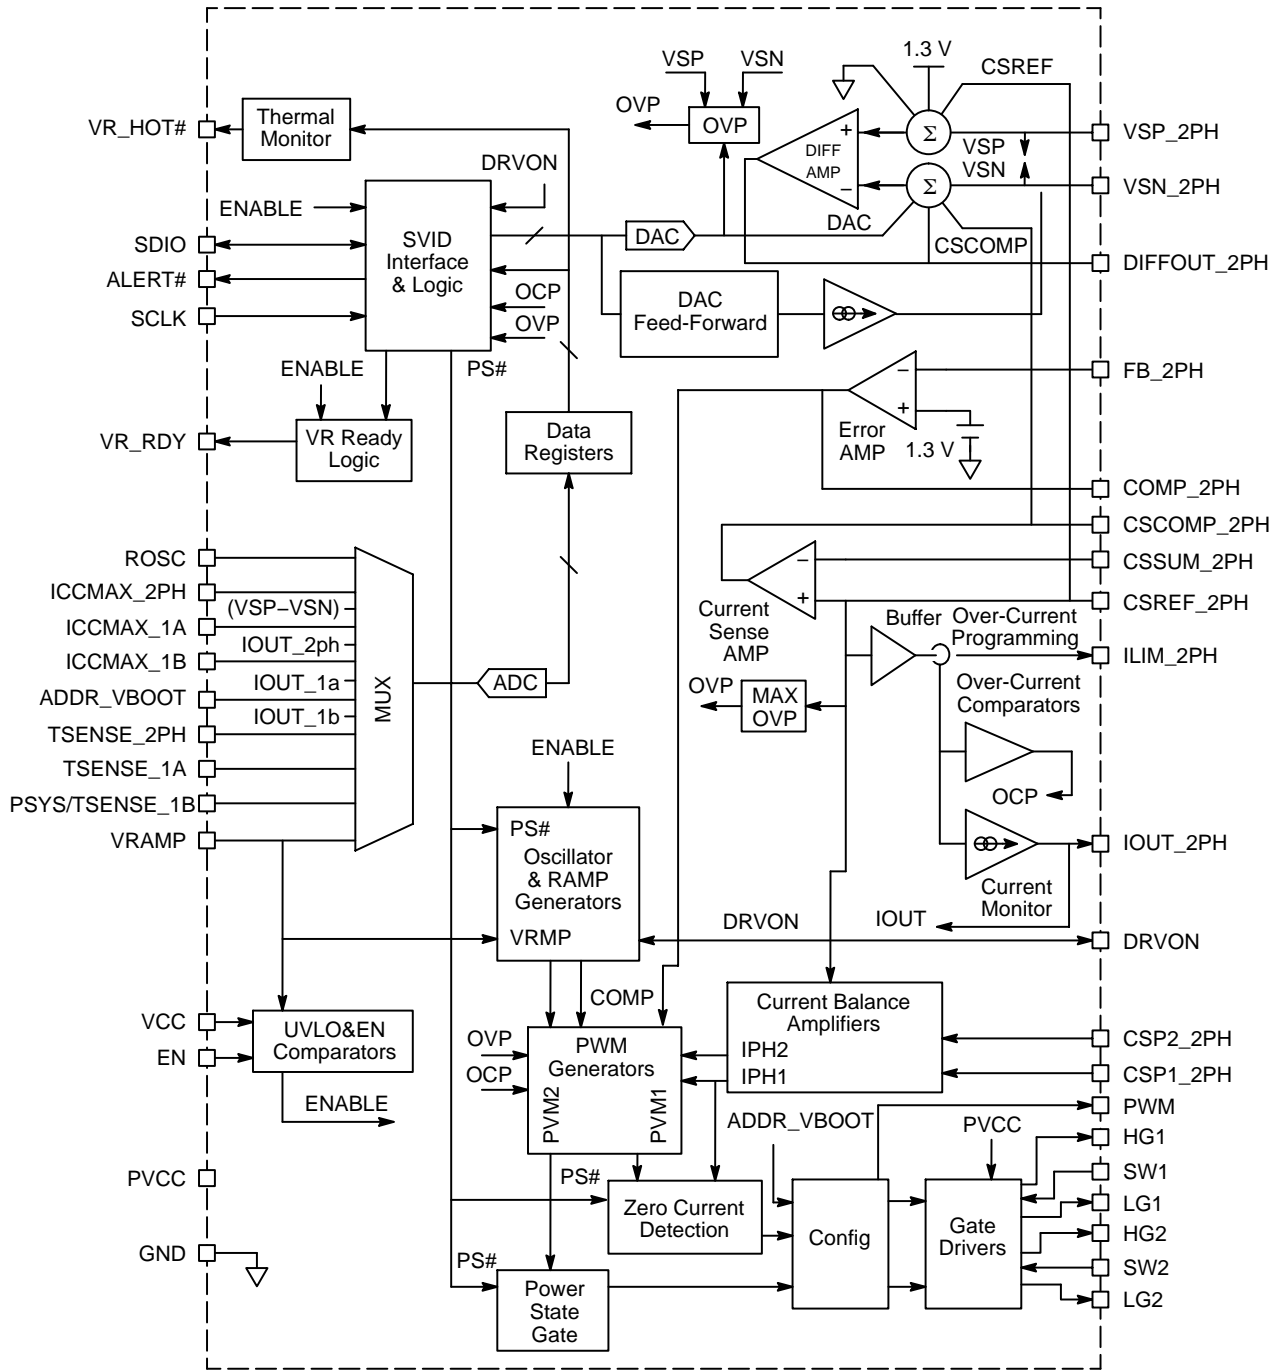 1.3 V
VSP
VSN
CSREF
OVP
OVP
VR_HOT#
Thermal
Monitor
+
DIFF
AMP
−
Σ
Σ
VSP
VSN
VSP_2PH
VSN_2PH
DRVON
ENABLE
SVID
Interface
& Logic
SDIO
ALERT#
SCLK
DAC
DAC
CSCOMP
DIFFOUT_2PH
OCP
OVP
DAC
Feed-Forward
PS#
ENABLE
VR_RDY
VR Ready
Logic
Data
Registers
−
+
Error
AMP
1.3 V
FB_2PH
COMP_2PH
CSCOMP_2PH
CSSUM_2PH
CSREF_2PH
−
+
Current
Sense
AMP
Buffer
Over-Current
Programming
ILIM_2PH
ROSC
ICCMAX_2PH
(VSP−VSN)
ICCMAX_1A
IOUT_2ph
ICCMAX_1B
IOUT_1a
ADDR_VBOOT
IOUT_1b
TSENSE_2PH
TSENSE_1A
PSYS/TSENSE_1B
VRAMP
MUX
ADC
OVP
MAX
OVP
Over-Current
Comparators
OCP
ENABLE
PS#
Oscillator
& RAMP
Generators
VRMP
IOUT_2PH
Current
Monitor
IOUT
DRVON
DRVON
COMP
Current Balance
Amplifiers
IPH2
IPH1
CSP2_2PH
CSP1_2PH
VCC
EN
UVLO&EN
Comparators
ENABLE
OVP
OCP
PWM
Generators
PVM2
PVM1
ADDR_VBOOT
PVCC
PWM
HG1
SW1
LG1
HG2
SW2
LG2
PVCC
GND
PS#
Zero Current
Detection
Config
Gate
Drivers
PS#
Power
State
Gate